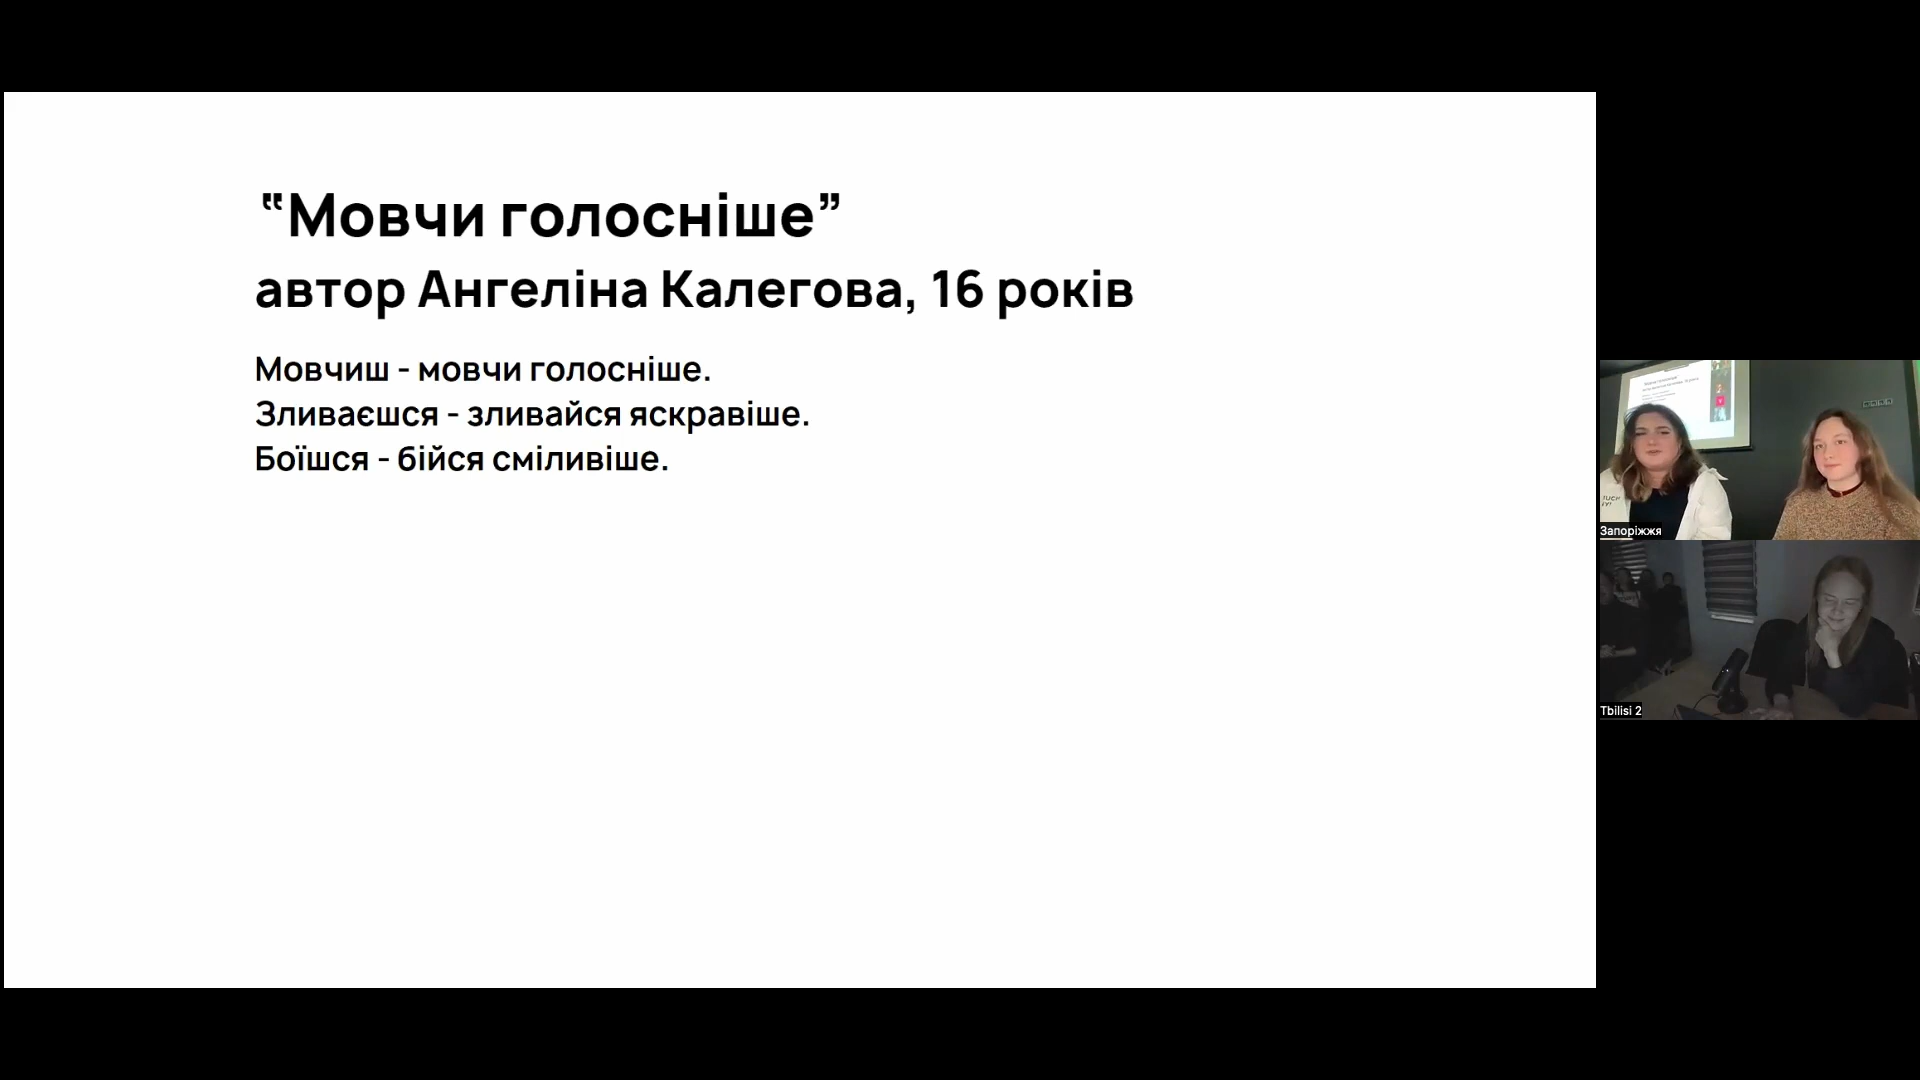 “Мовчи голосніше”
автор Ангеліна Калегова, 16 років
Мовчиш - мовчи голосніше.
Зливаєшся - зливайся яскравіше.
Боїшся - бійся сміливіше.
Запоріжжя
Tbilisi 2